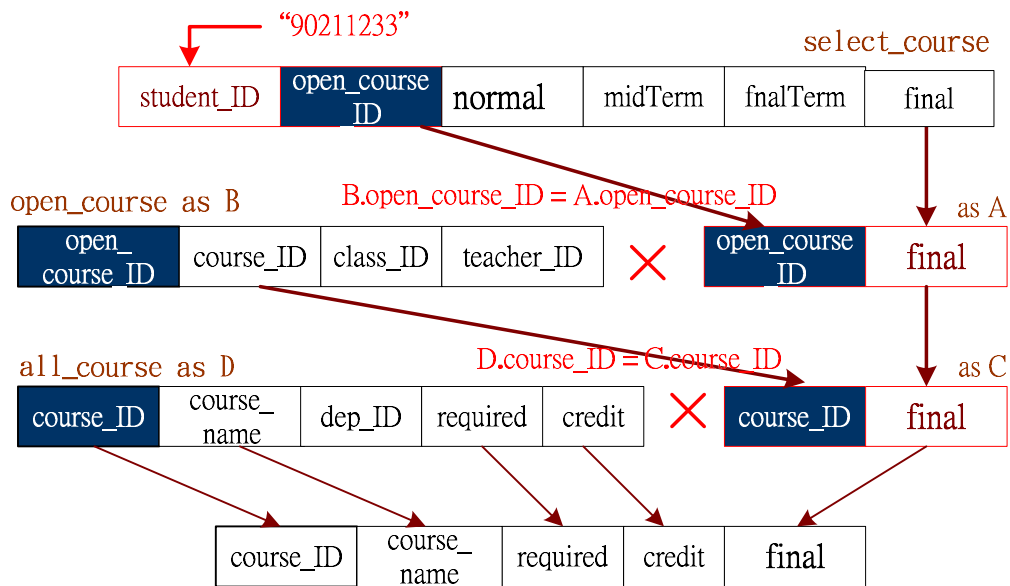 “90211233”
select_course
student_ID
open_course
ID
normal
midTerm
fnalTerm
final
B.open_course_ID = A.open_course_ID
open_course as B
as A
open_
course_ID
course_ID
class_ID
teacher_ID
×
open_course
ID
final
D.course_ID = C.course_ID
all_course as D
as C
course_ID
course_
name
dep_ID
required
credit
×
course_ID
final
course_ID
course_
name
required
credit
final